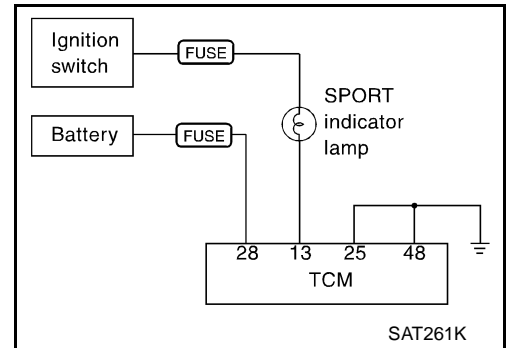 Ignition
switch
FUSE
SPORT
indicator
lamp
Battery
FUSE
28 13 25 48
TCM
SAT261K